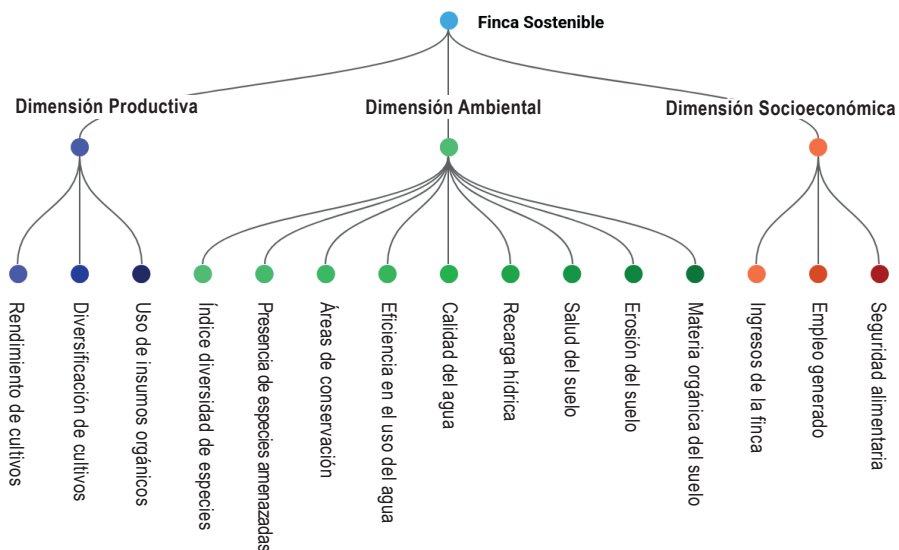 Finca Sostenible
Dimensión Productiva
Dimensión Ambiental
Dimensión Socioeconómica
Rendimiento de cultivos
Diversificación de cultivos
Uso de insumos orgánicos
Índice diversidad de especies
Presencia de especies amenazadas
Áreas de conservación
Eficiencia en el uso del agua
Calidad del agua
Recarga hídrica
Salud del suelo
Erosión del suelo
Materia orgánica del suelo
Ingresos de la finca
Empleo generado
Seguridad alimentaria